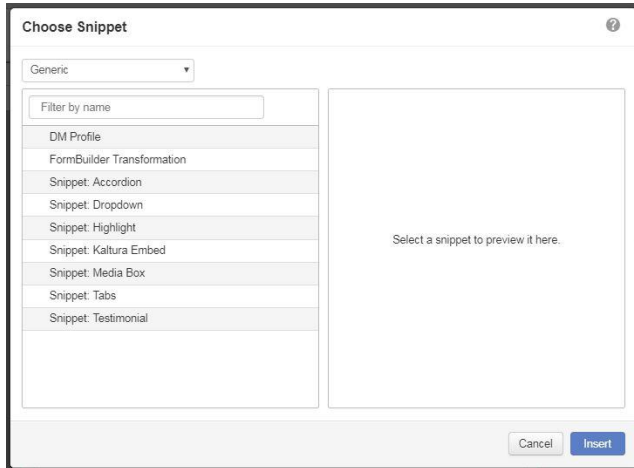 Choose Snippet
?
Generic
Filter by name
DM Profile
FormBuilder Transformation
Snippet: Accordion
Snippet: Dropdown
Snippet: Highlight
Snippet: Kaltura Embed
Snippet: Media Box
Snippet: Tabs
Snippet: Testimonial
Select a snippet to preview it here.
Cancel Insert